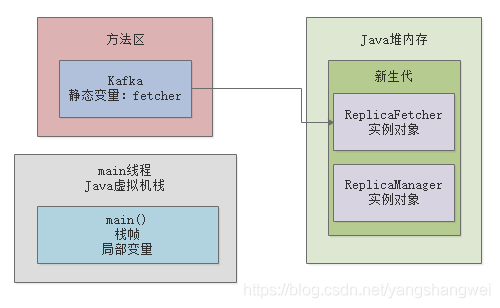 方法区
Kafka
静态变量：fetcher
main线程
Java虚拟机栈
main()
栈帧
局部变量
Java堆内存
新生代
ReplicaFetcher
实例对象
ReplicaManager
实例对象
https://blog.csdn.net/yangshangwei